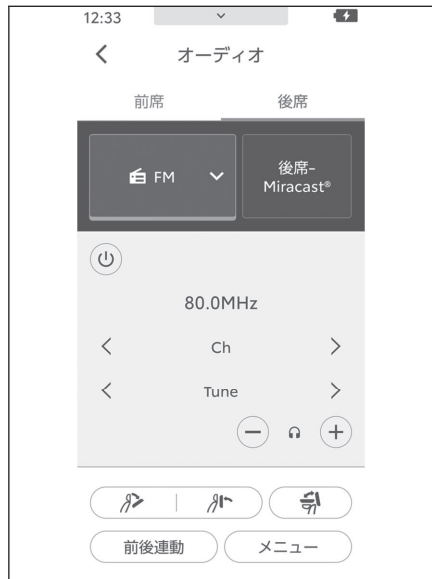 12:33
オーディオ
前席
後席
FM
後席-
Miracast®
80.0MHz
Ch
Tune
前後連動
メニュー